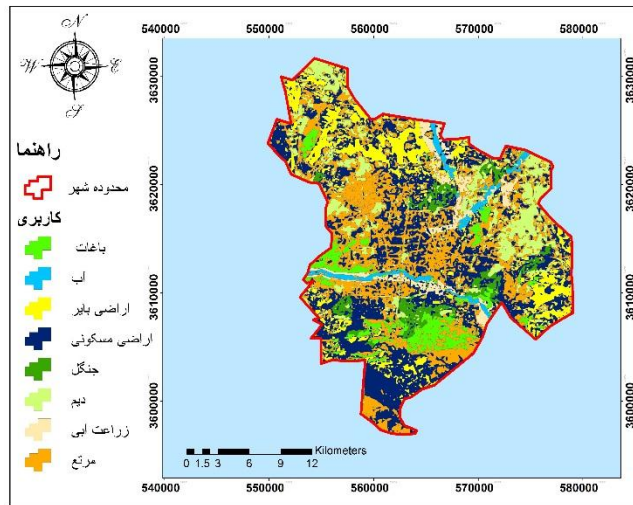 540000 550000 560000 570000 580000
N
W E
S
راهنما
محدوده شهر
کاربری
باغات
آب
اراضی بایر
اراضی مسکونی
جنگل
دیم
زراعت ابی
مرتع
3630000
3620000
3610000
3600000
3630000
3620000
3610000
3600000
Kilometers
0 1.5 3 6 9 12
540000 550000 560000 570000 580000